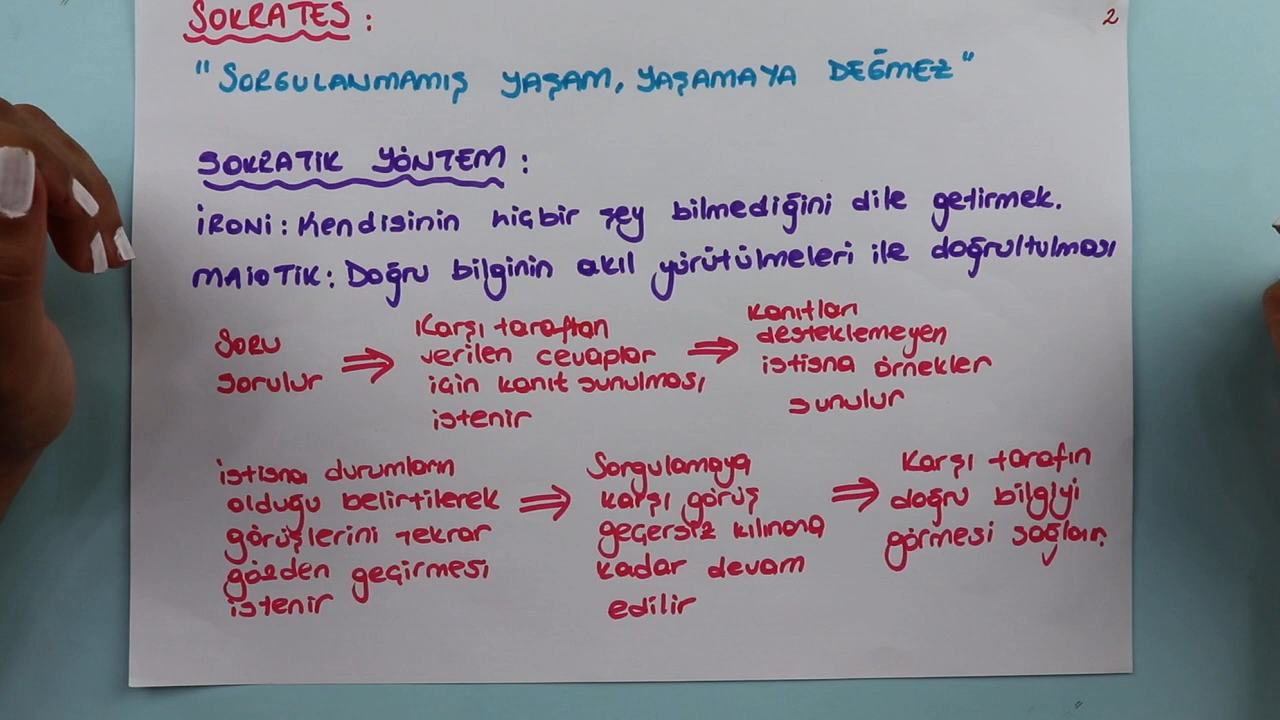 SOKRATES :
2
"SORGULANMAMIŞ YAŞAM, YAŞAMAYA DEĞMEZ"
SOKRATİK YÖNTEM :
İRONİ : Kendisinin hiçbir şey bilmediğini dile getirmek.
MAIOTIK : Doğru bilginin akıl yürütülmeleri ile doğrultulması
Soru
sorulur ⇒
Karşı taraftan
verilen cevaplar
için kanıt sunulması
istenir ⇒
Kanıtları
desteklemeyen
istisna örnekler
sunulur
istisna durumların
olduğu belirtilerek
görüşlerini tekrar
gözden geçirmesi
istenir ⇒
Sorgulamaya
karşı görüş
geçersiz kılınana
kadar devam
edilir ⇒
Karşı tarafın
doğru bilgiyi
görmesi sağlanır.